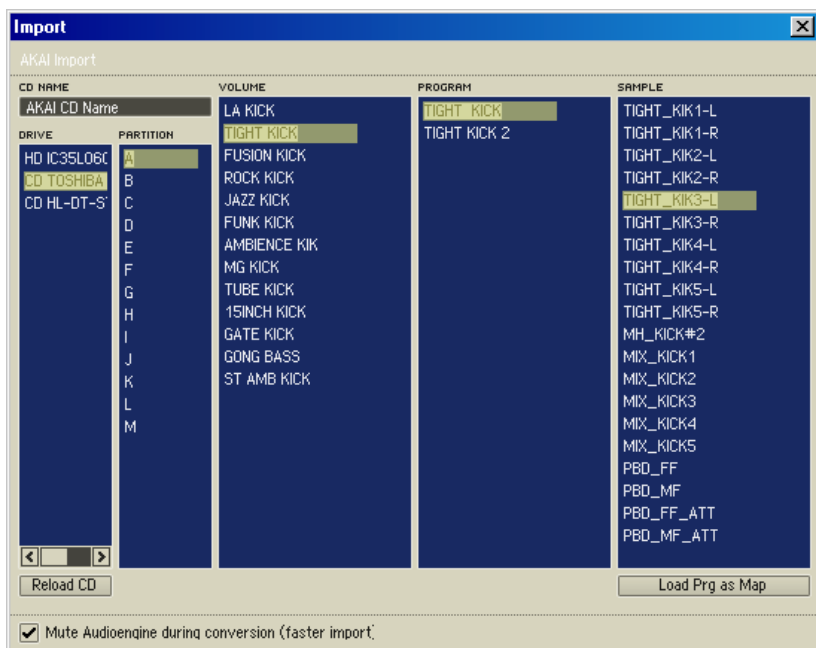 Import
AKAI Import
CD NAME
AKAI CD Name
DRIVE
HD IC35L060
CD TOSHIBA
CD HL-DT-S
PARTITION
A
B
C
D
E
F
G
H
I
J
K
L
M
VOLUME
LA KICK
TIGHT KICK
FUSION KICK
ROCK KICK
JAZZ KICK
FUNK KICK
AMBIENCE KIK
MG KICK
TUBE KICK
15INCH KICK
GATE KICK
GONG BASS
ST AMB KICK
PROGRAM
TIGHT KICK
TIGHT KICK 2
SAMPLE
TIGHT_KIK1-L
TIGHT_KIK1-R
TIGHT_KIK2-L
TIGHT_KIK2-R
TIGHT_KIK3-L
TIGHT_KIK3-R
TIGHT_KIK4-L
TIGHT_KIK4-R
TIGHT_KIK5-L
TIGHT_KIK5-R
MH_KICK#2
MIX_KICK1
MIX_KICK2
MIX_KICK3
MIX_KICK4
MIX_KICK5
PBD_FF
PBD_MF
PBD_FF_ATT
PBD_MF_ATT
Reload CD
Load Prg as Map
Mute Audioengine during conversion (faster import)